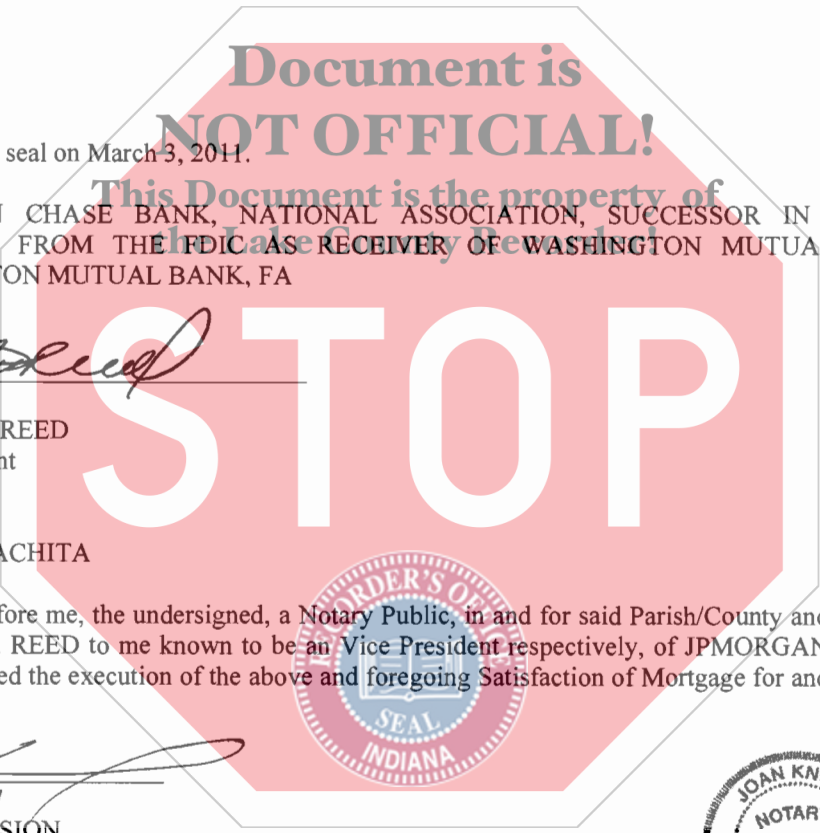 Document is
NOT OFFICIAL!
seal on March 3, 2011.
This Document is the property of
CHASE BANK, NATIONAL ASSOCIATION, SUCCESSOR IN
the Lake County Recorder!
FROM THE FDIC AS RECEIVER OF WASHINGTON MUTUA
TON MUTUAL BANK, FA
STOP
REED
nt
ACHITA
RECORDER'S OFFICE
fore me, the undersigned, a Notary Public, in and for said Parish/County and
REED to me known to be an Vice President respectively, of JPMORGAN
ed the execution of the above and foregoing Satisfaction of Mortgage for and
SEAL
INDIANA
JOAN KN
NOTAR
SION